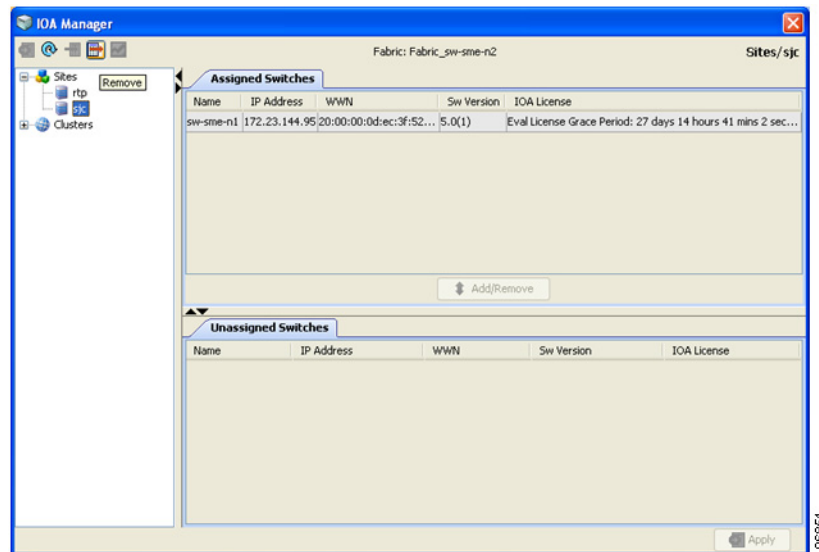 IOA Manager
Fabric: Fabric_sw-sme-n2
Sites/sjc
Sites
Remove
rtp
sjc
Clusters
Assigned Switches
Name IP Address WWN Sw Version IOA License
sw-sme-n1 172.23.144.95 20:00:00:0d:ec:3f:52... 5.0(1) Eval License Grace Period: 27 days 14 hours 41 mins 2 sec...
Add/Remove
Unassigned Switches
Name IP Address WWN Sw Version IOA License
Apply